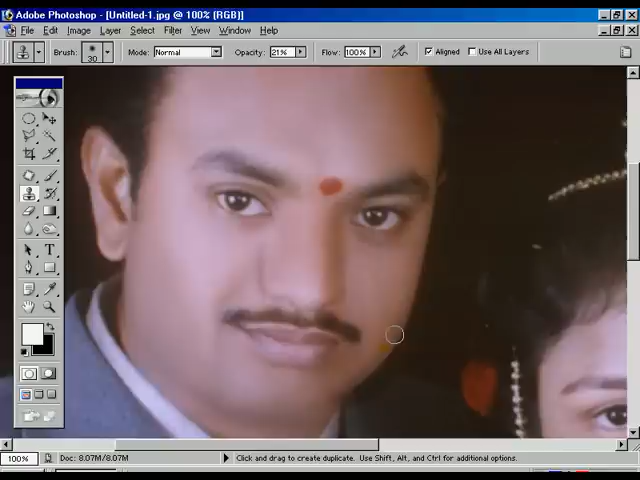 Adobe Photoshop - [Untitled-1.jpg @ 100% (RGB)]
File Edit Image Layer Select Filter View Window Help
Brush: 30 Mode: Normal Opacity: 21% Flow: 100% Aligned Use All Layers
T
100% Doc: 8.07M/8.07M Click and drag to create duplicate. Use Shift, Alt, and Ctrl for additional options.